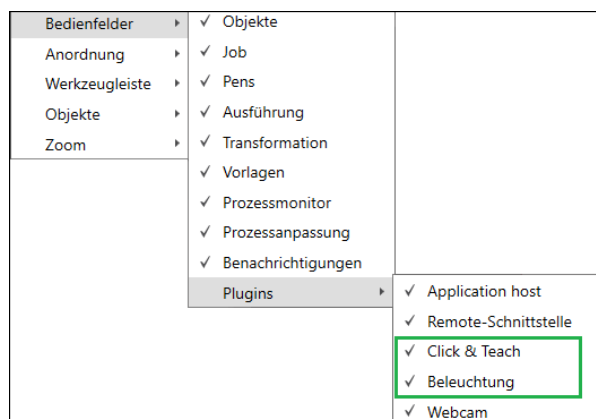 Bedienfelder
Anordnung
Werkzeugleiste
Objekte
Zoom
Objekte
Job
Pens
Ausführung
Transformation
Vorlagen
Prozessmonitor
Prozessanpassung
Benachrichtigungen
Plugins
Application host
Remote-Schnittstelle
Click & Teach
Beleuchtung
Webcam